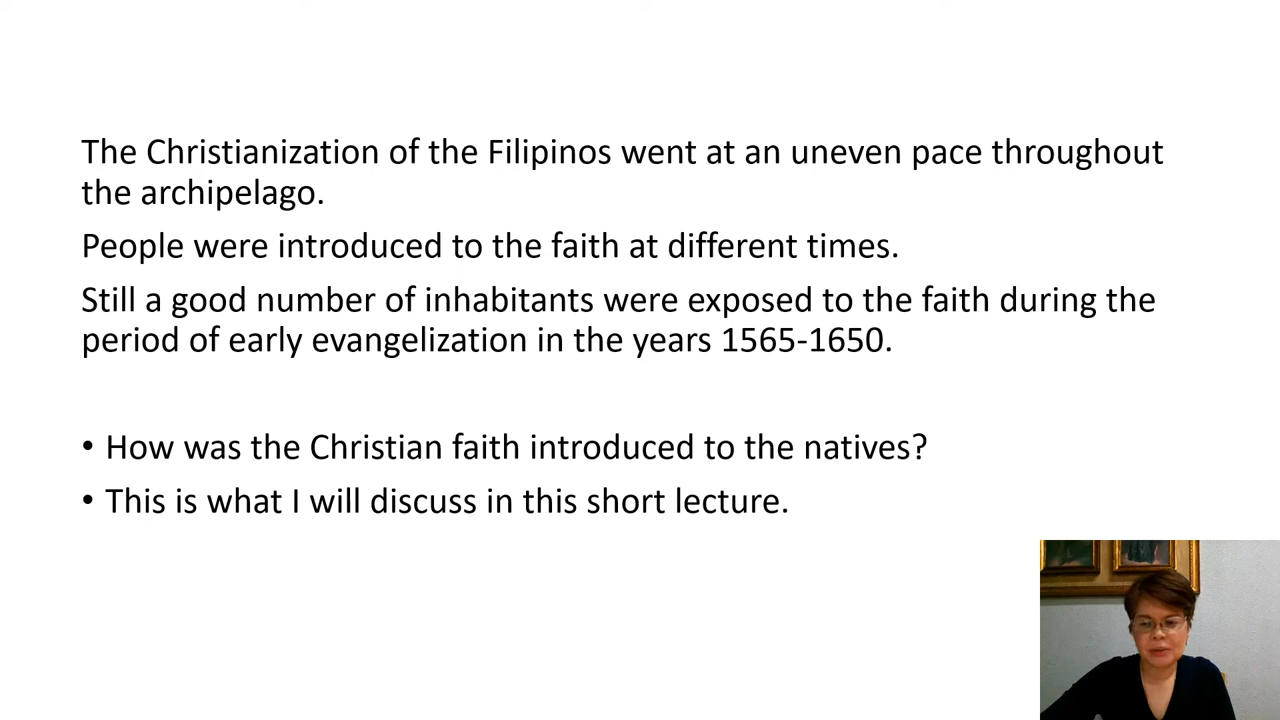 The Christianization of the Filipinos went at an uneven pace throughout
the archipelago.
People were introduced to the faith at different times.
Still a good number of inhabitants were exposed to the faith during the
period of early evangelization in the years 1565-1650.
• How was the Christian faith introduced to the natives?
• This is what I will discuss in this short lecture.